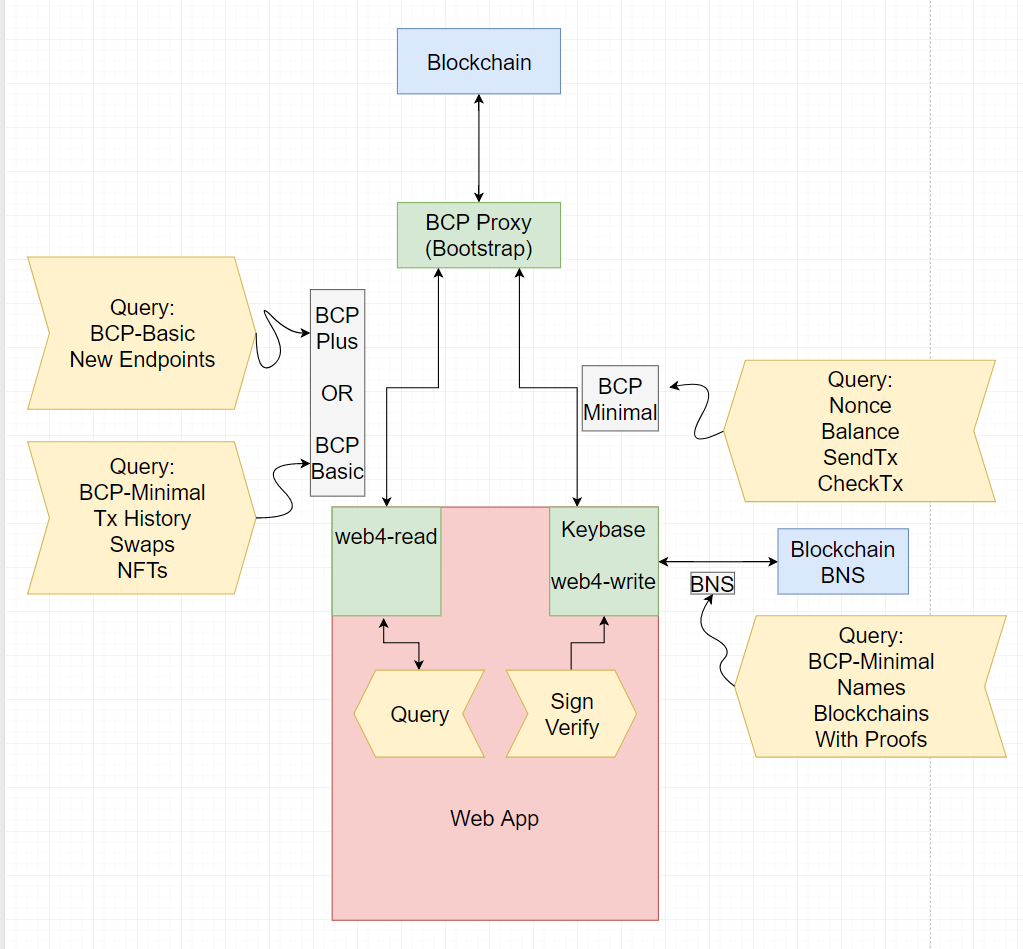 Blockchain
BCP Proxy
(Bootstrap)
Query:
BCP-Basic
New Endpoints
BCP
Plus
OR
BCP
Basic
BCP
Minimal
Query:
Nonce
Balance
SendTx
CheckTx
Query:
BCP-Minimal
Tx History
Swaps
NFTs
web4-read
Keybase
web4-write
Blockchain
BNS
BNS
Query:
BCP-Minimal
Names
Blockchains
With Proofs
Query
Sign
Verify
Web App